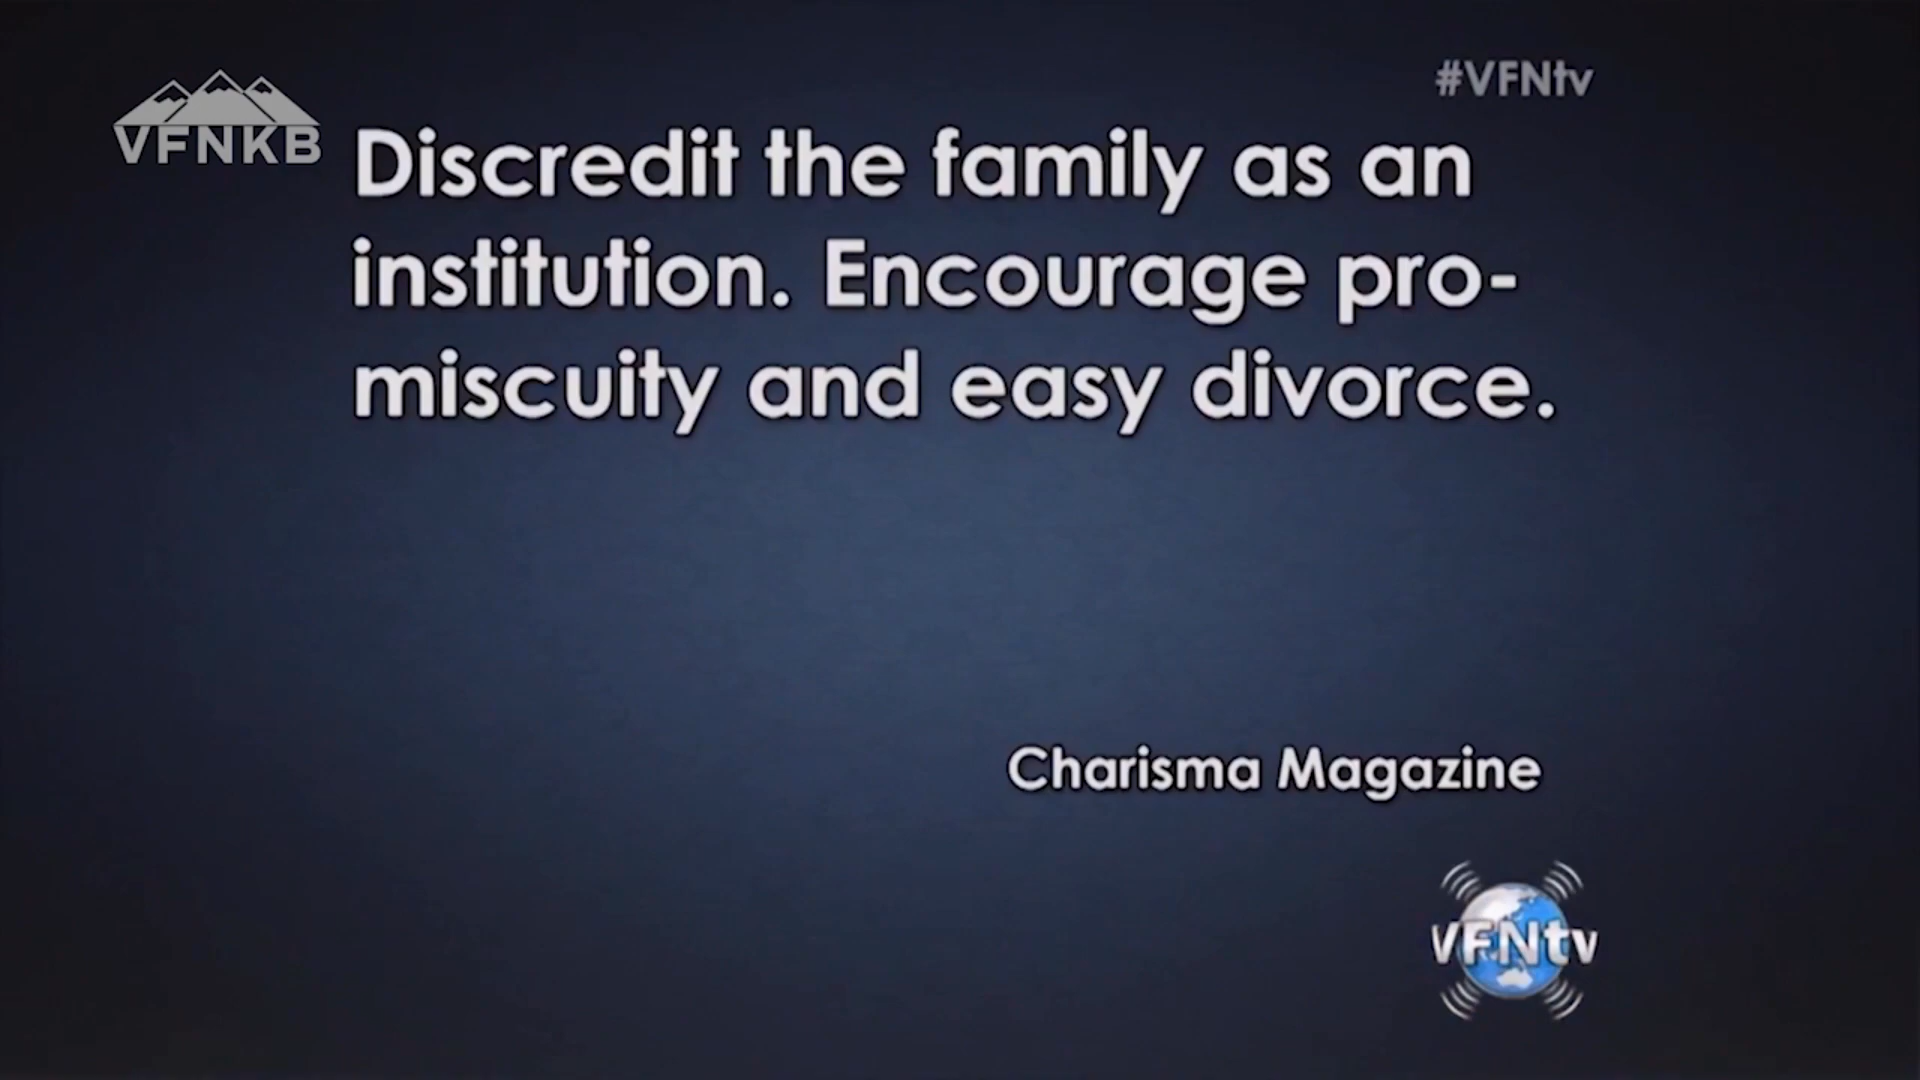 #VFNtv
VFNKB
Discredit the family as an
institution. Encourage pro-
miscuity and easy divorce.
Charisma Magazine
VFNtv